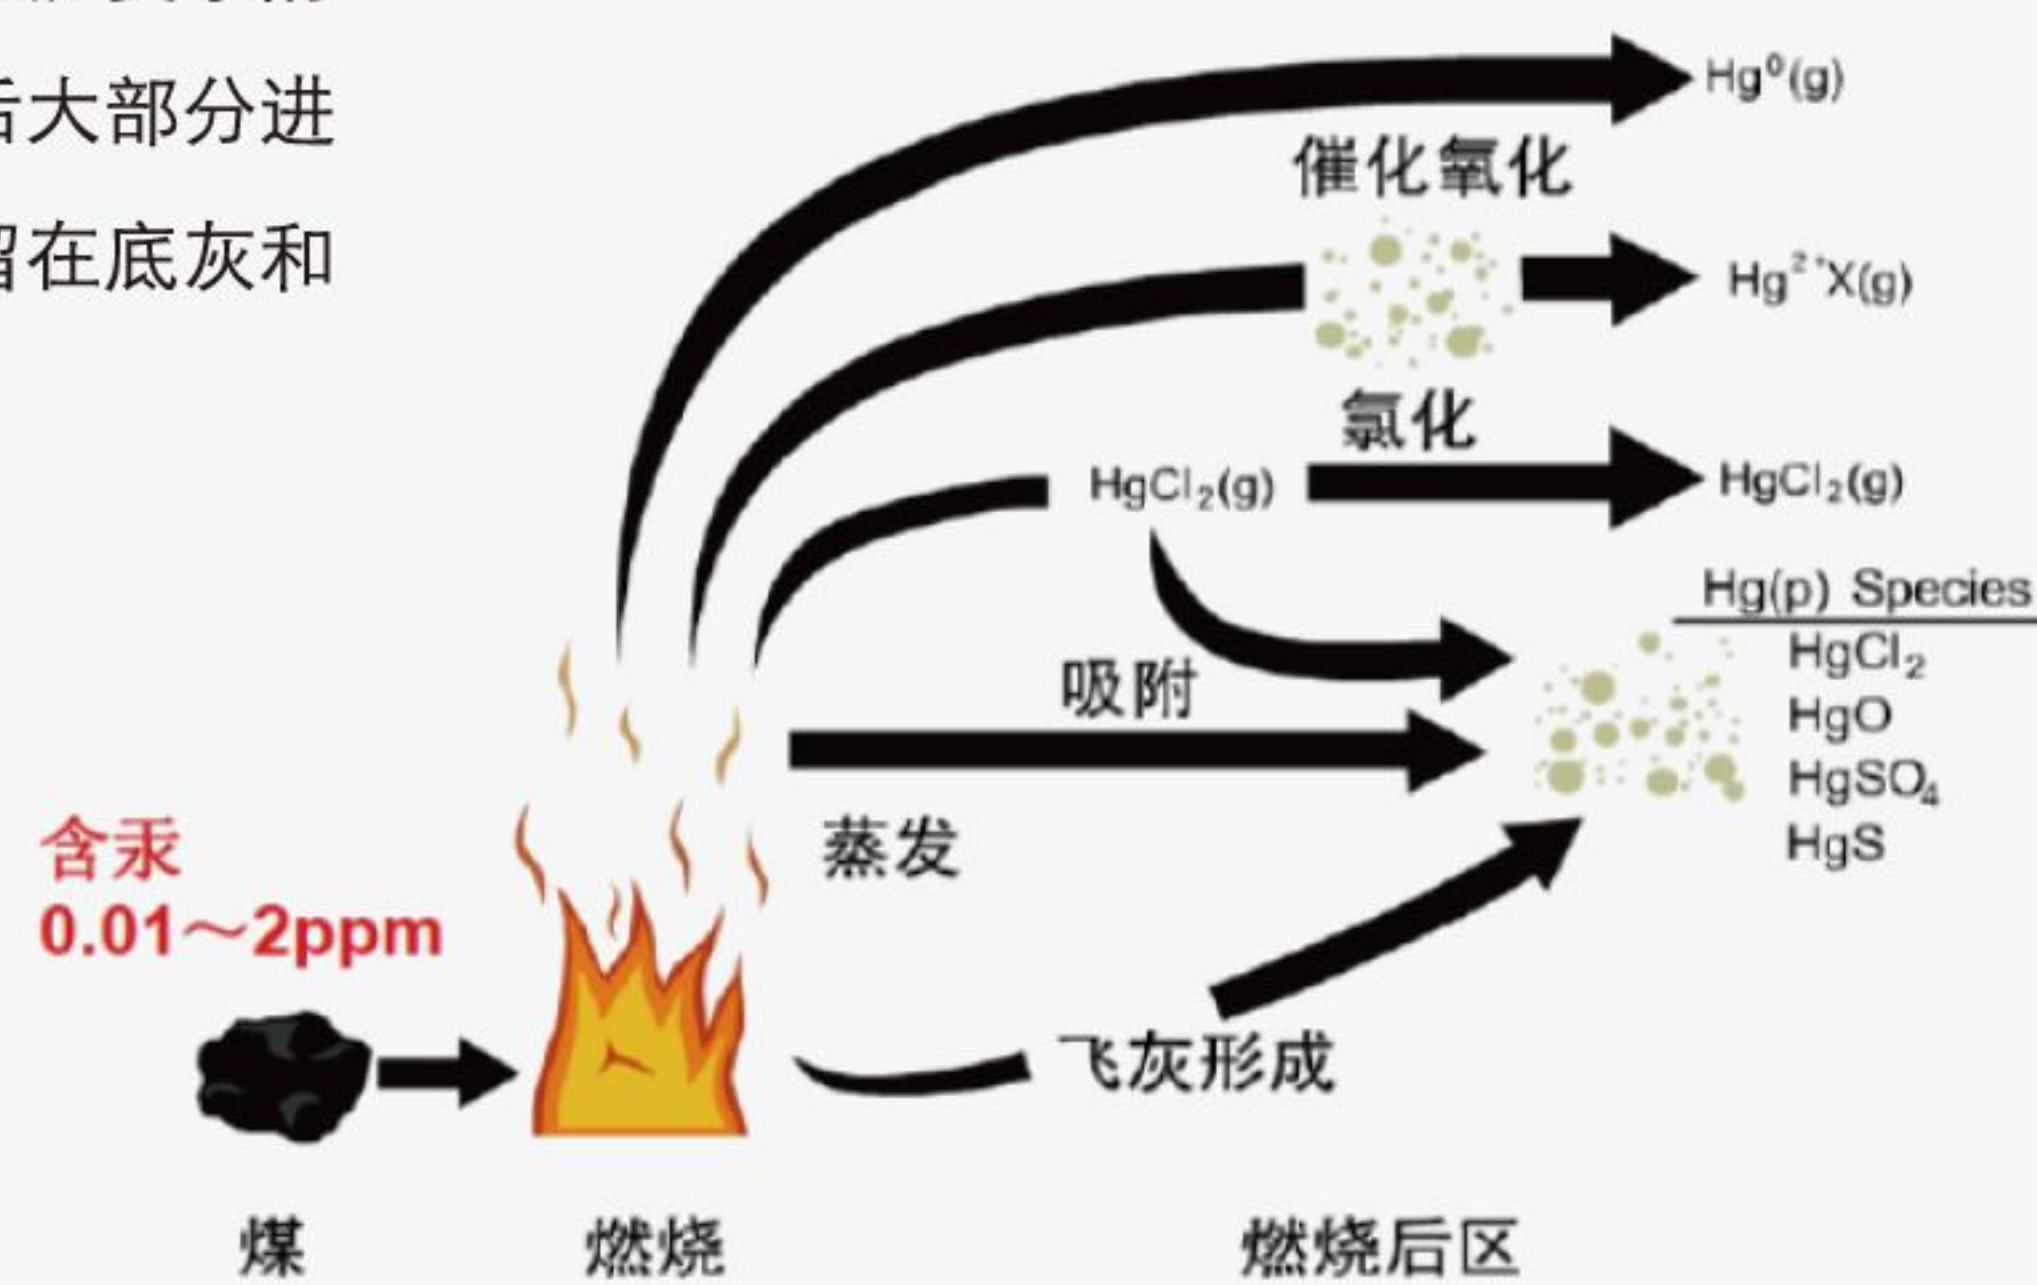 后大部分进
留在底灰和
Hg⁰(g)
催化氧化
Hg²⁺X(g)
氯化
HgCl₂(g)
HgCl₂(g)
Hg(p) Species
HgCl₂
吸附
HgO
HgSO₄
蒸发
HgS
含汞
0.01～2ppm
飞灰形成
煤
燃烧
燃烧后区